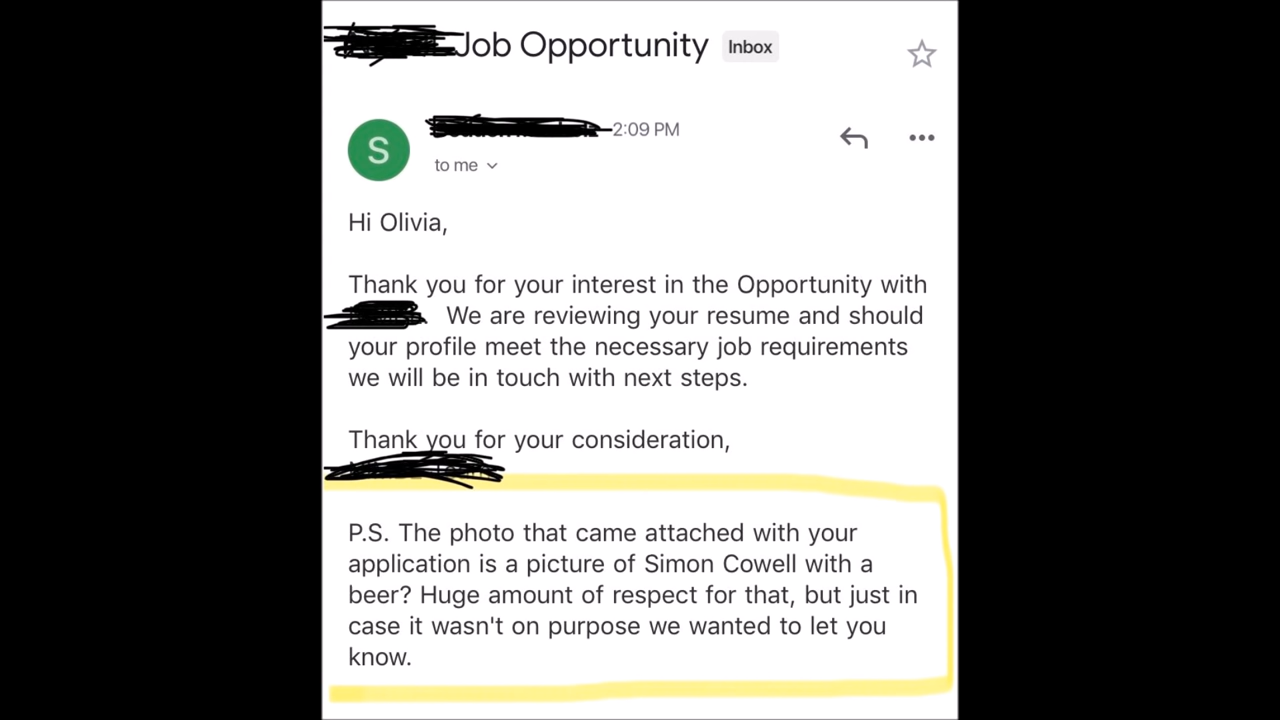 Job Opportunity Inbox
S
2:09 PM
to me
Hi Olivia,
Thank you for your interest in the Opportunity with
We are reviewing your resume and should
your profile meet the necessary job requirements
we will be in touch with next steps.
Thank you for your consideration,
P.S. The photo that came attached with your
application is a picture of Simon Cowell with a
beer? Huge amount of respect for that, but just in
case it wasn't on purpose we wanted to let you
know.